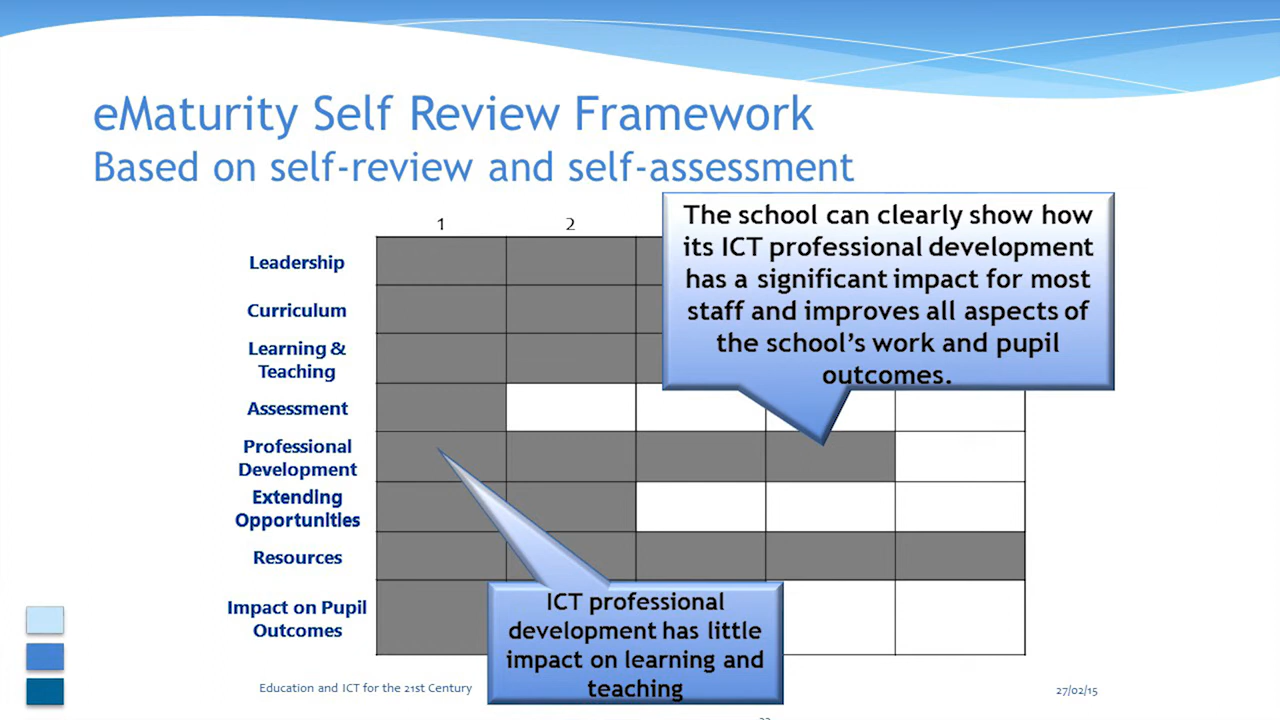 eMaturity Self Review Framework
Based on self-review and self-assessment
1
2
The school can clearly show how
its ICT professional development
has a significant impact for most
staff and improves all aspects of
the school's work and pupil
outcomes.
Leadership
Curriculum
Learning &
Teaching
Assessment
Professional
Development
Extending
Opportunities
Resources
Impact on Pupil
Outcomes
ICT professional
development has little
impact on learning and
teaching
Education and ICT for the 21st Century
27/02/15